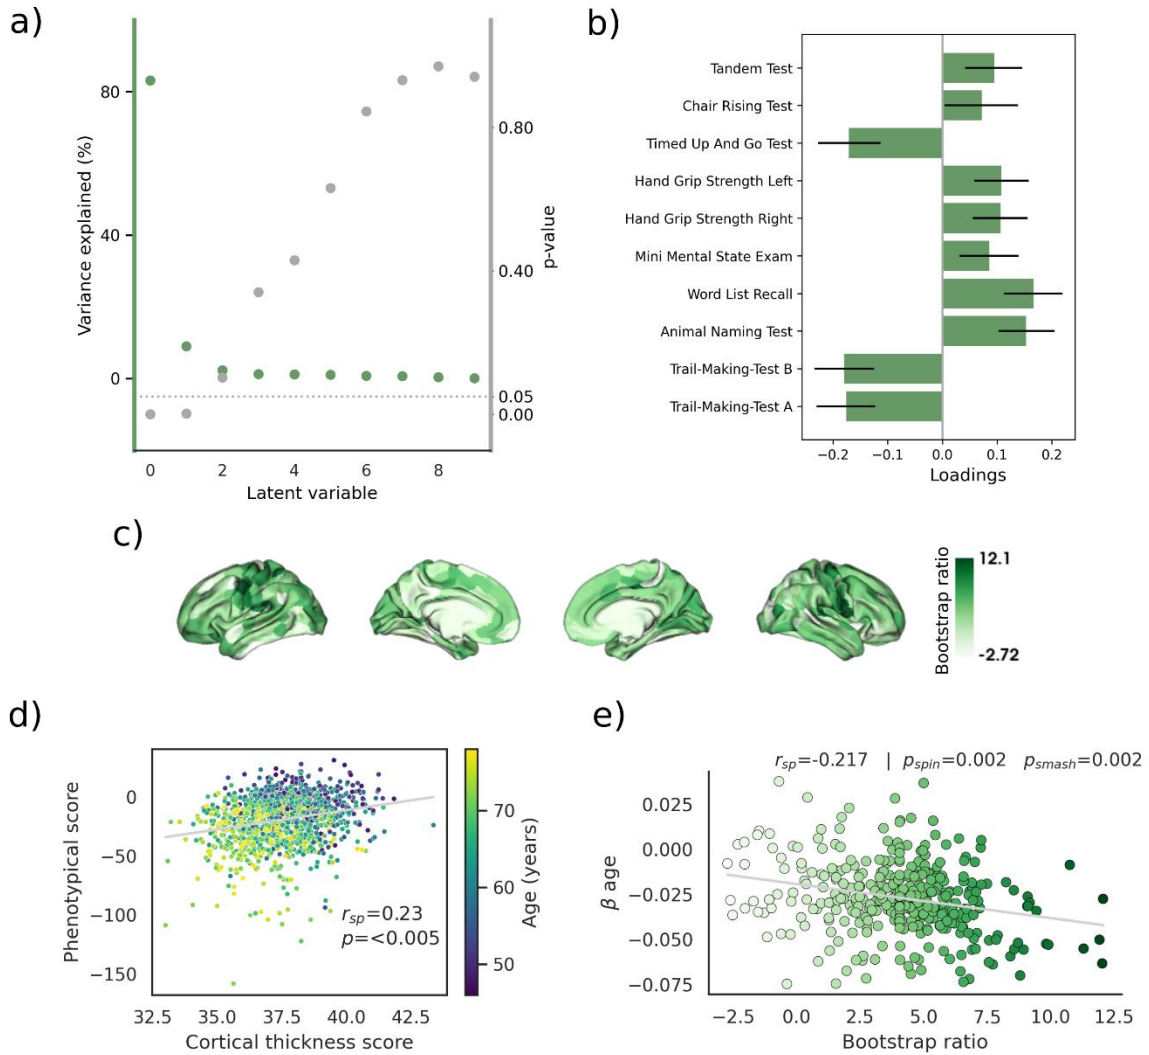 a)
80
40
0
Variance explained (%)
0.80
0.40
0.05
0.00
p-value
0 2 4 6 8
Latent variable
b)
Tandem Test
Chair Rising Test
Timed Up And Go Test
Hand Grip Strength Left
Hand Grip Strength Right
Mini Mental State Exam
Word List Recall
Animal Naming Test
Trail-Making-Test B
Trail-Making-Test A
−0.2 −0.1 0.0 0.1 0.2
Loadings
c)
Bootstrap ratio
12.1
-2.72
d)
Phenotypical score
0
−50
−100
−150
r_sp=0.23
p=<0.005
32.5 35.0 37.5 40.0 42.5
Cortical thickness score
70
60
50
Age (years)
e)
r_sp=-0.217 | p_spin=0.002 p_smash=0.002
β age
0.025
0.000
−0.025
−0.050
−0.075
−2.5 0.0 2.5 5.0 7.5 10.0 12.5
Bootstrap ratio